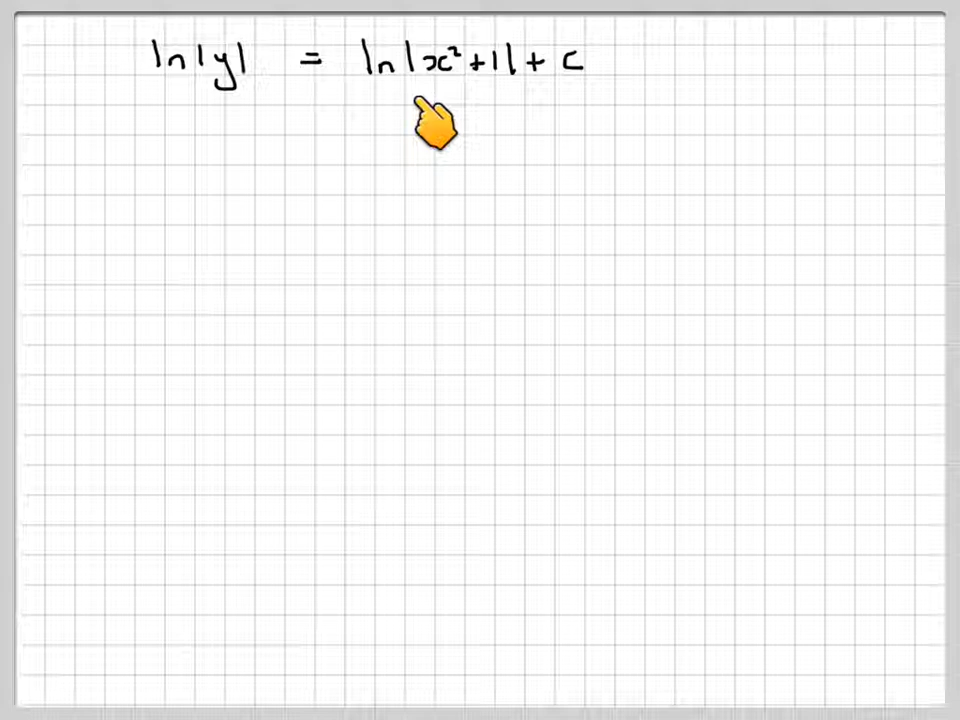 ln|y| = ln|x²+1| + c